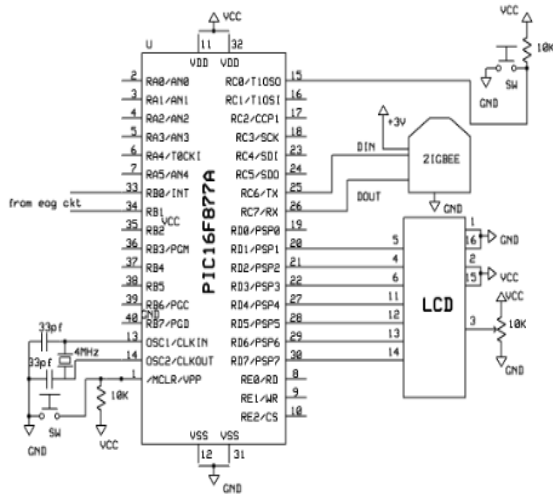 VCC
U
11 32
VDD VDD
2 RA0/AN0 RC0/T1OSO 15
3 RA1/AN1 RC1/T1OSI 16
4 RA2/AN2 RC2/CCP1 17
5 RA3/AN3 RC3/SCK 18
6 RA4/T0CKI RC4/SDI 23
7 RA5/AN4 RC5/SDO 24
33 RB0/INT RC6/TX 25
34 RB1 RC7/RX 26
VCC
35 RB2 RD0/PSP0 19
36 RB3/PGM RD1/PSP1 20
37 RB4 RD2/PSP2 21
38 RB5 RD3/PSP3 22
39 RB6/PGC RD4/PSP4 27
GND
40 RB7/PGD RD5/PSP5 28
13 OSC1/CLKIN RD6/PSP6 29
14 OSC2/CLKOUT RD7/PSP7 30
1 /MCLR/VPP RE0/RD 8
RE1/WR 9
RE2/CS 10
PIC16F877A
VSS VSS
12 31
GND
from eog ckt
33pf
33pf
4MHz
SW
10K
GND
VCC
VCC
10K
SW
GND
+3V
DIN
ZIGBEE
DOUT
GND
LCD
5
4
6
11
12
13
14
1
16
GND
2
15
VCC
3
VCC
10K
GND